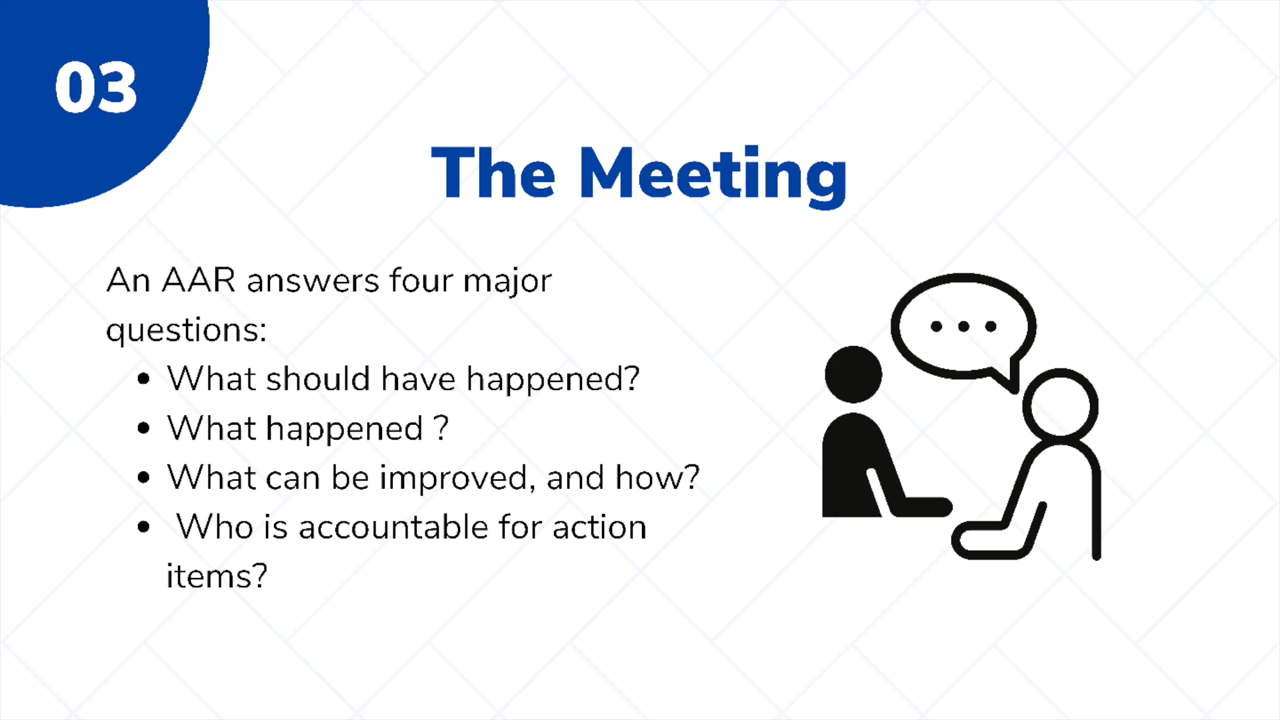 03
The Meeting
An AAR answers four major
questions:
• What should have happened?
• What happened ?
• What can be improved, and how?
• Who is accountable for action
items?